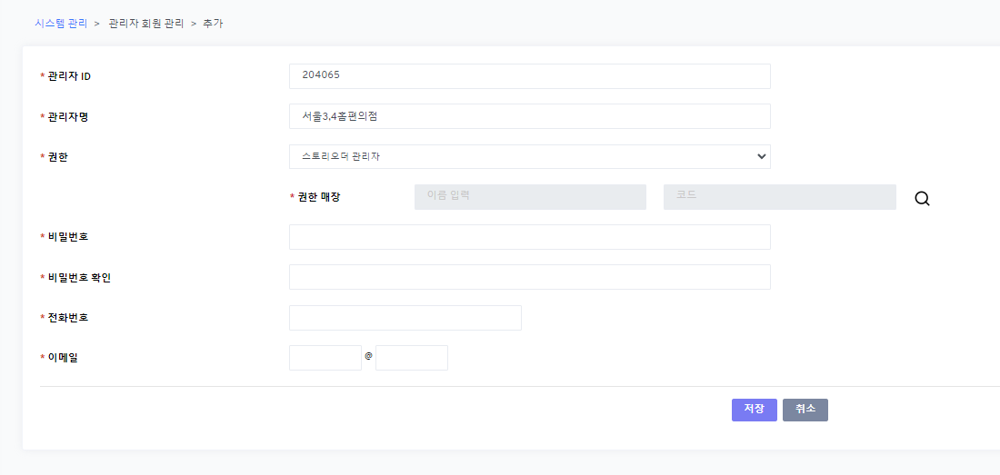 시스템 관리 > 관리자 회원 관리 > 추가
* 관리자 ID 204065
* 관리자명 서울3,4홈편의점
* 권한 스토리오더 관리자
* 권한 매장 이름 입력 코드
* 비밀번호
* 비밀번호 확인
* 전화번호
* 이메일 @
저장 취소